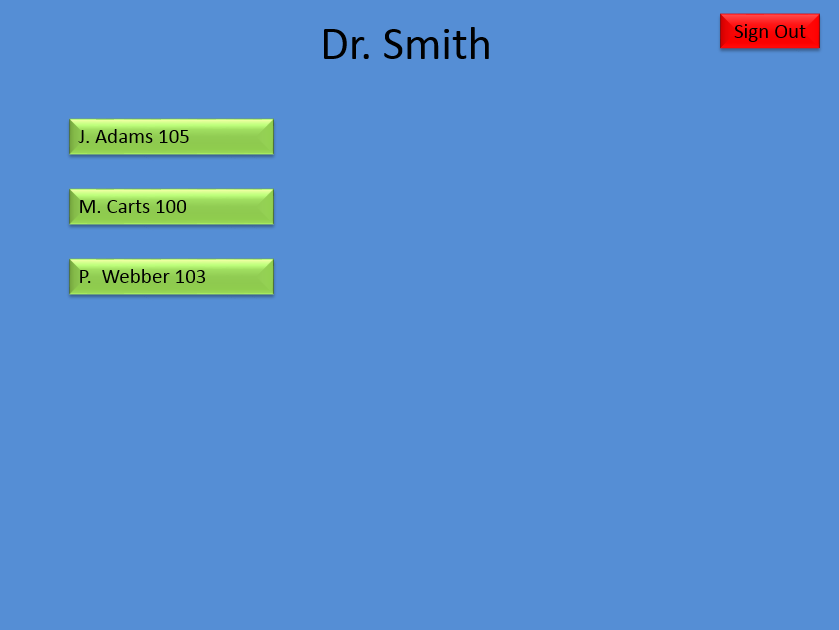 Dr. Smith
Sign Out
J. Adams 105
M. Carts 100
P.  Webber 103